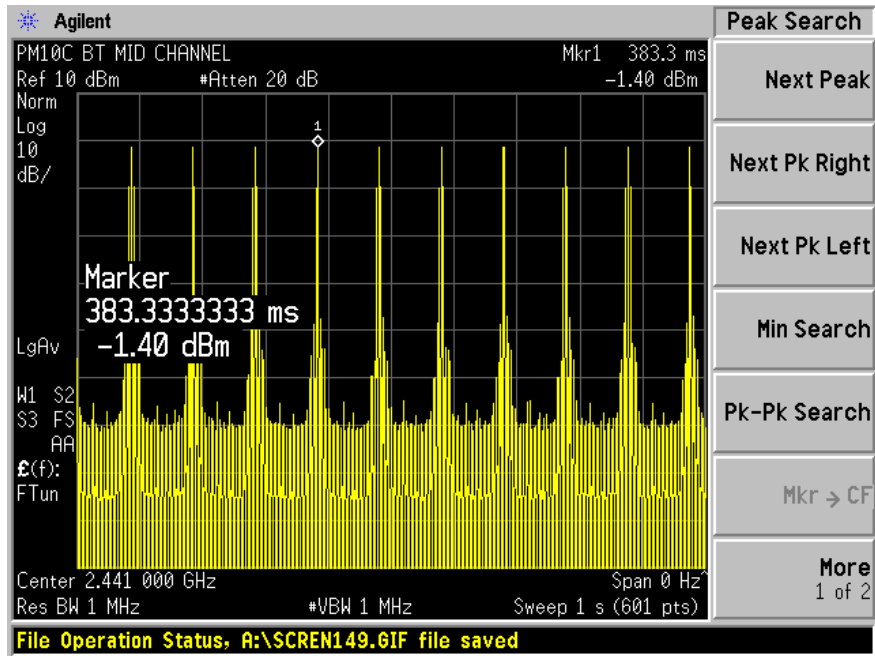 Agilent
Peak Search
PM10C BT MID CHANNEL
Mkr1 383.3 ms
Ref 10 dBm
#Atten 20 dB
-1.40 dBm
Norm
Log
10
dB/
1
Marker
383.3333333 ms
-1.40 dBm
LgAv
W1 S2
S3 FS
AA
£(f):
FTun
Center 2.441 000 GHz
Span 0 Hz^
Res BW 1 MHz
#VBW 1 MHz
Sweep 1 s (601 pts)
File Operation Status, A:\SCREN149.GIF file saved
Next Peak
Next Pk Right
Next Pk Left
Min Search
Pk-Pk Search
Mkr → CF
More
1 of 2